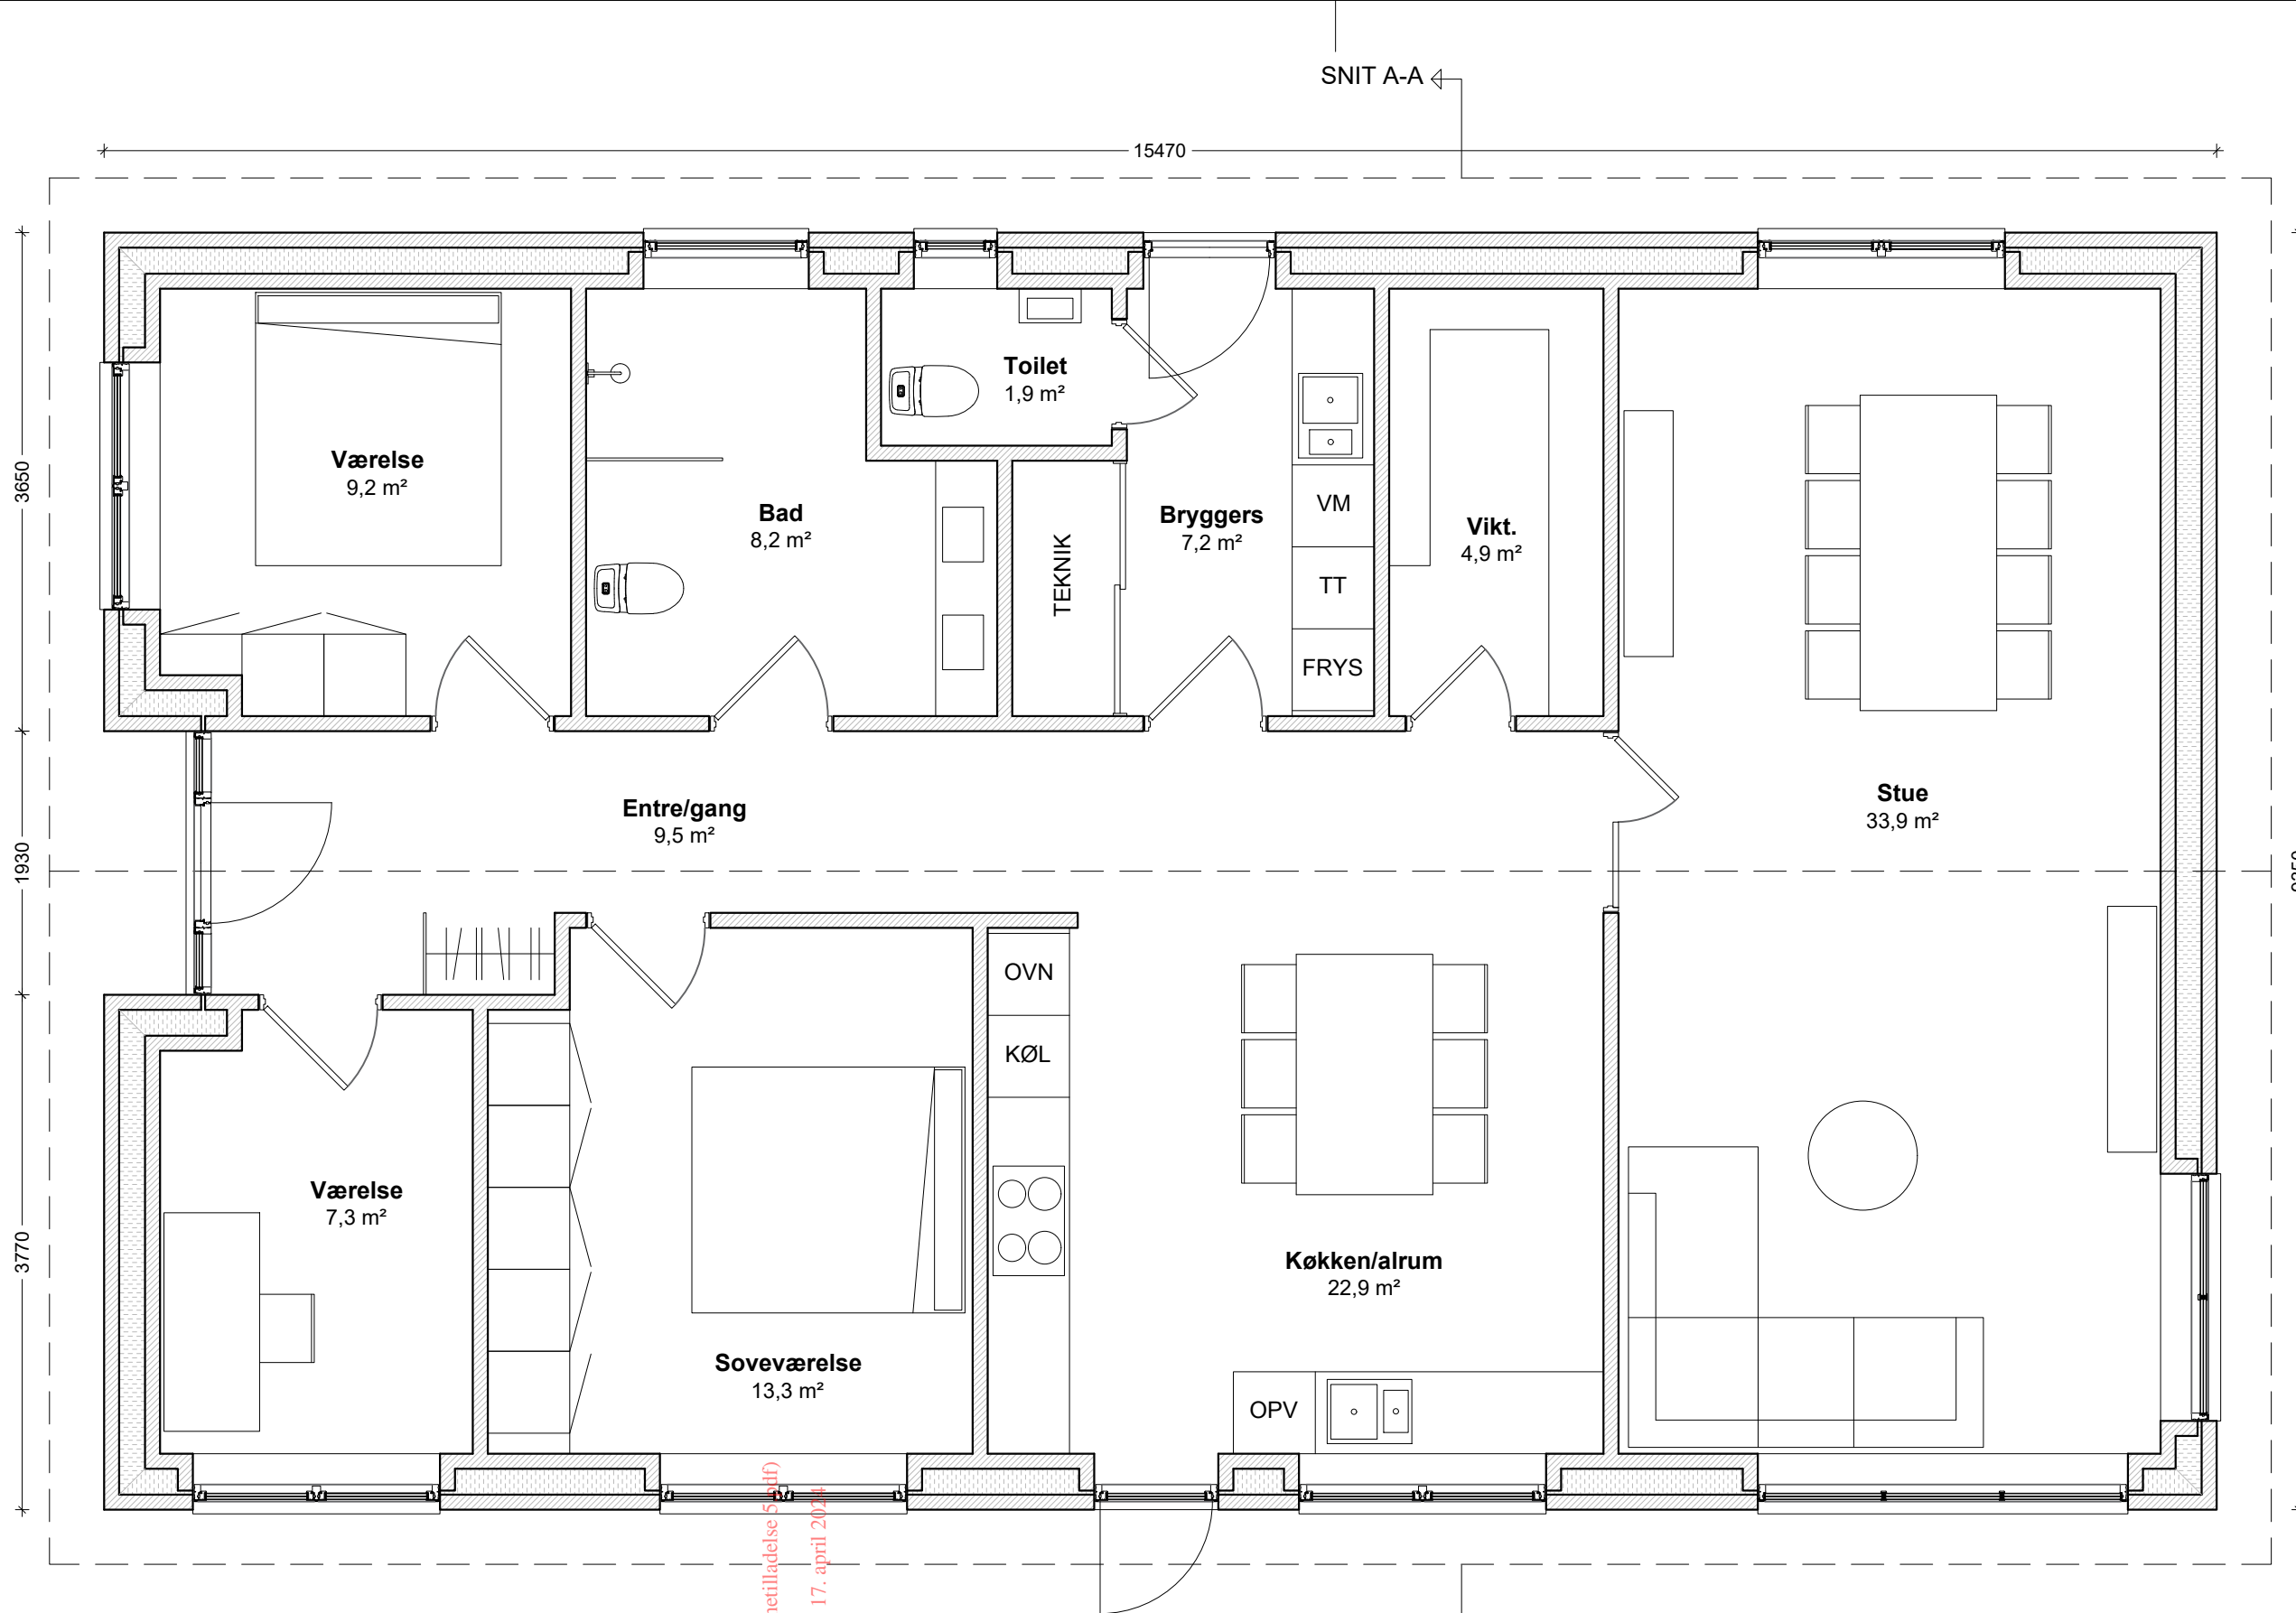 SNIT A-A
15470
3650
1930
3770
9350
Værelse
9,2 m²
Bad
8,2 m²
Toilet
1,9 m²
TEKNIK
Bryggers
7,2 m²
VM
TT
FRYS
Vikt.
4,9 m²
Stue
33,9 m²
Entre/gang
9,5 m²
OVN
KØL
Værelse
7,3 m²
Soveværelse
13,3 m²
Køkken/alrum
22,9 m²
OPV
17. april 2024